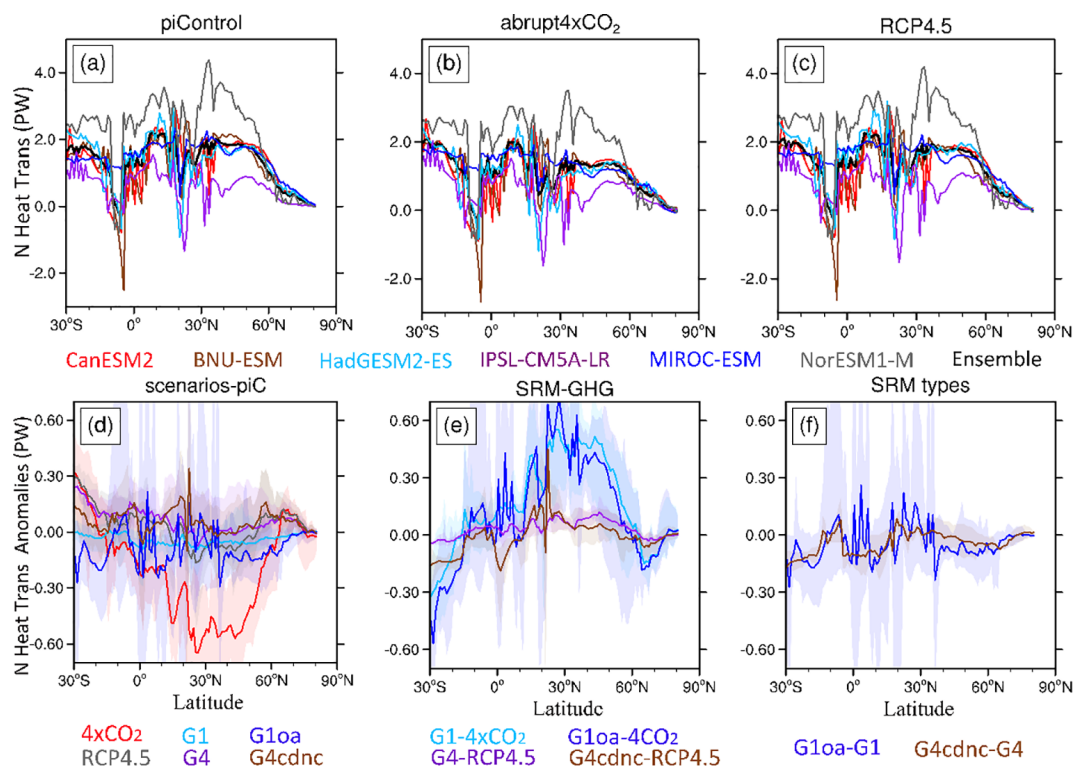 piControl abrupt4xCO₂ RCP4.5
(a) (b) (c)
N Heat Trans (PW)
4.0 4.0 4.0
2.0 2.0 2.0
0.0 0.0 0.0
-2.0 -2.0 -2.0
30°S 0° 30°N 60°N 90°N 30°S 0° 30°N 60°N 90°N 30°S 0° 30°N 60°N 90°N
CanESM2 BNU-ESM HadGESM2-ES IPSL-CM5A-LR MIROC-ESM NorESM1-M Ensemble
scenarios-piC SRM-GHG SRM types
(d) (e) (f)
N Heat Trans Anomalies (PW)
0.60 0.60 0.60
0.30 0.30 0.30
0.00 0.00 0.00
-0.30 -0.30 -0.30
-0.60 -0.60 -0.60
30°S 0° 30°N 60°N 90°N 30°S 0° 30°N 60°N 90°N 30°S 0° 30°N 60°N 90°N
Latitude Latitude Latitude
4xCO₂ G1 G1oa G1-4xCO₂ G1oa-4CO₂ G1oa-G1 G4cdnc-G4
RCP4.5 G4 G4cdnc G4-RCP4.5 G4cdnc-RCP4.5